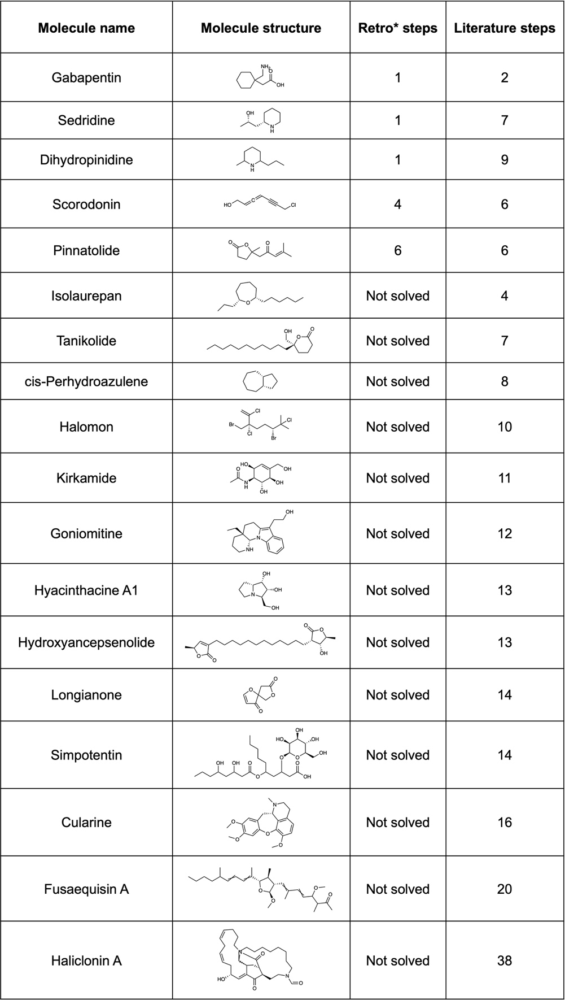 Molecule name Molecule structure Retro* steps Literature steps
Gabapentin NH2 O OH 1 2
Sedridine OH N H 1 7
Dihydropinidine N H 1 9
Scorodonin HO C Cl 4 6
Pinnatolide O O O 6 6
Isolaurepan O Not solved 4
Tanikolide OH O O Not solved 7
cis-Perhydroazulene Not solved 8
Halomon Cl Br Cl Cl Br Not solved 10
Kirkamide HO OH O N H OH OH Not solved 11
Goniomitine OH N NH Not solved 12
Hyacinthacine A1 OH OH N OH Not solved 13
Hydroxyancepsenolide O O O O OH Not solved 13
Longianone O O O O Not solved 14
Simpotentin OH HO OH OH O O OH OH O O O OH Not solved 14
Cularine N O O O O Not solved 16
Fusaequisin A O O O O Not solved 20
Haliclonin A N O HO O N O Not solved 38